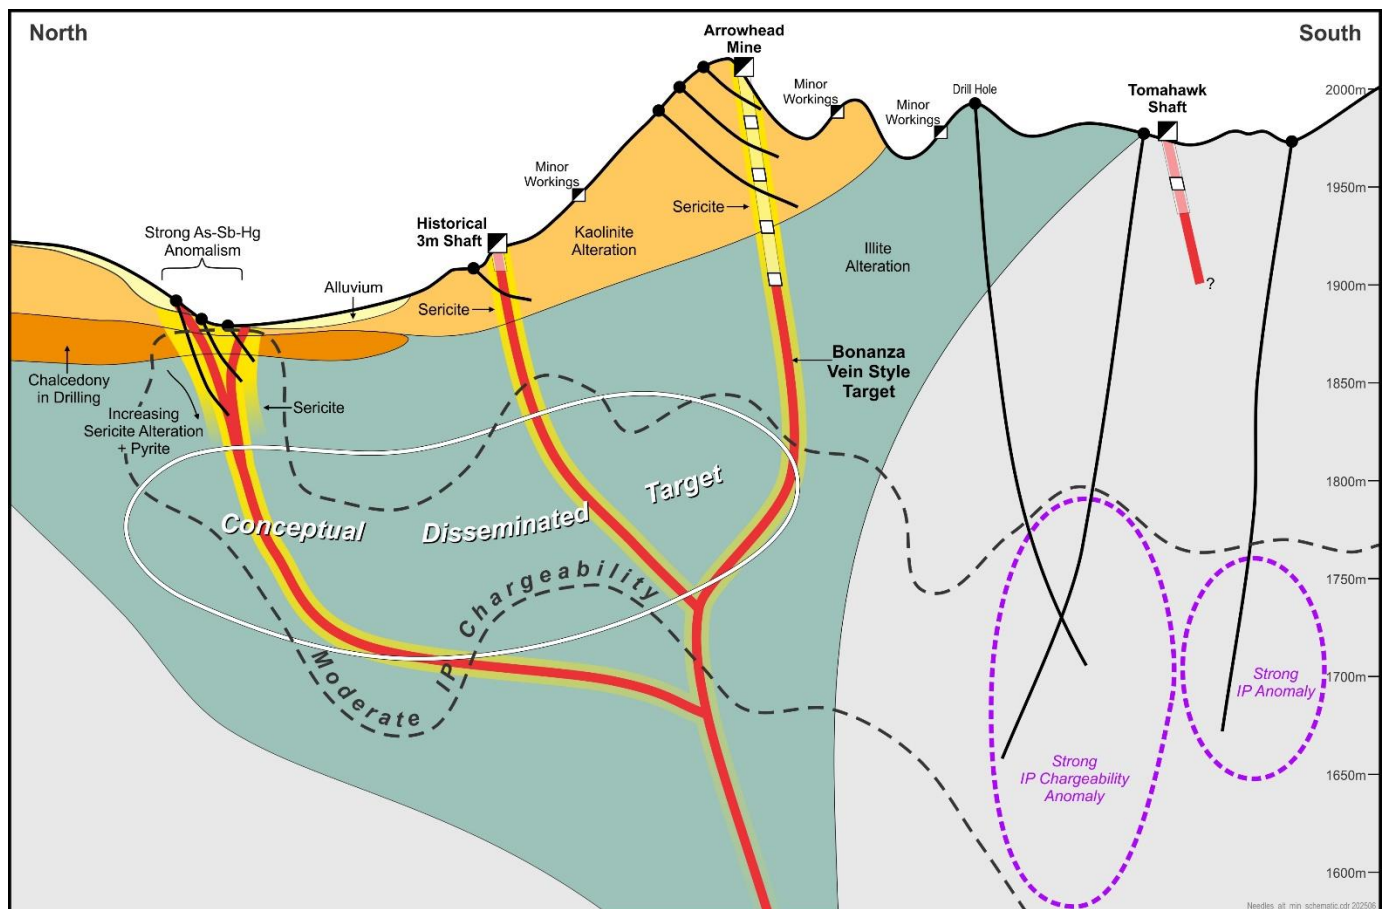 North
South
Arrowhead
Mine
Minor
Workings
Minor
Workings
Drill Hole
Tomahawk
Shaft
2000m
Minor
Workings
1950m
Sericite
Historical
3m Shaft
Kaolinite
Alteration
Strong As-Sb-Hg
Anomalism
Illite
Alteration
Alluvium
1900m
?
Sericite
Bonanza
Vein Style
Target
Chalcedony
in Drilling
1850m
Increasing
Sericite Alteration
+ Pyrite
Sericite
1800m
Conceptual Disseminated Target
1750m
Moderate IP Chargeability
1700m
Strong
IP Anomaly
Strong
IP Chargeability
Anomaly
1650m
1600m
Needles_alt_min_schematic.cdr 202506